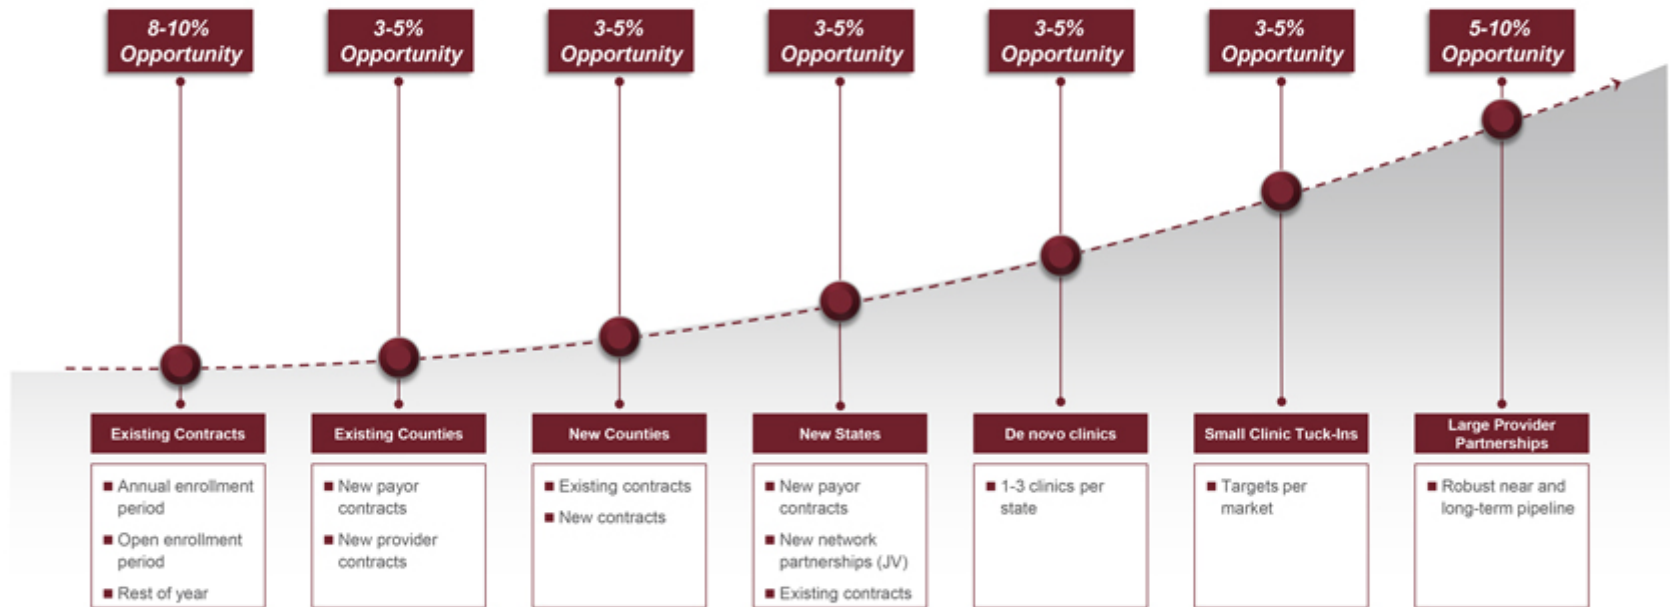 8-10%
Opportunity
3-5%
Opportunity
3-5%
Opportunity
3-5%
Opportunity
3-5%
Opportunity
3-5%
Opportunity
5-10%
Opportunity
Existing Contracts
■ Annual enrollment
period
■ Open enrollment
period
■ Rest of year
Existing Counties
■ New payor
contracts
■ New provider
contracts
New Counties
■ Existing contracts
■ New contracts
New States
■ New payor
contracts
■ New network
partnerships (JV)
■ Existing contracts
De novo clinics
■ 1-3 clinics per
state
Small Clinic Tuck-Ins
■ Targets per
market
Large Provider
Partnerships
■ Robust near and
long-term pipeline